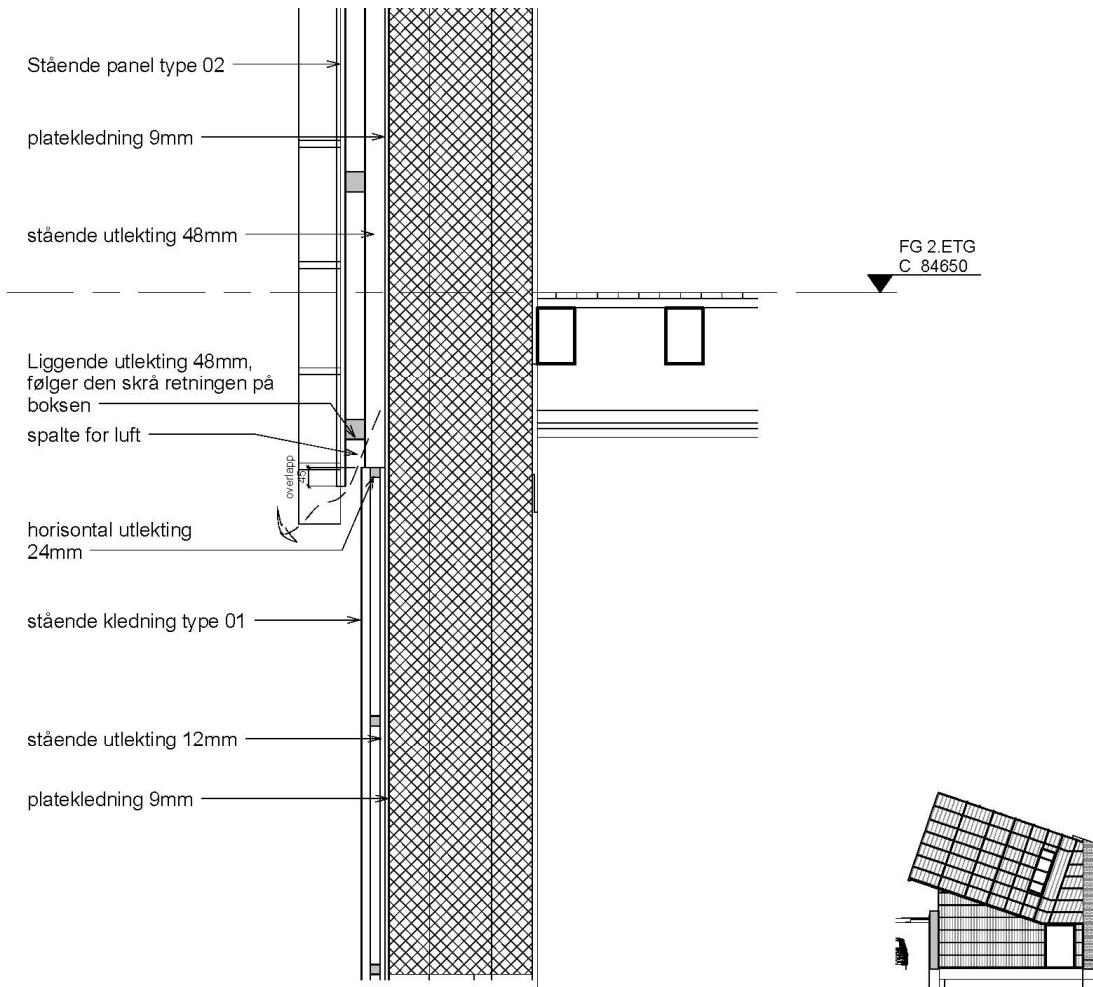 Stående panel type 02
platekledning 9mm
stående utlekting 48mm
FG 2.ETG
C 84650
Liggende utlekting 48mm,
følger den skrå retningen på
boksen
spalte for luft
overlapp
45
horisontal utlekting
24mm
stående kledning type 01
stående utlekting 12mm
platekledning 9mm